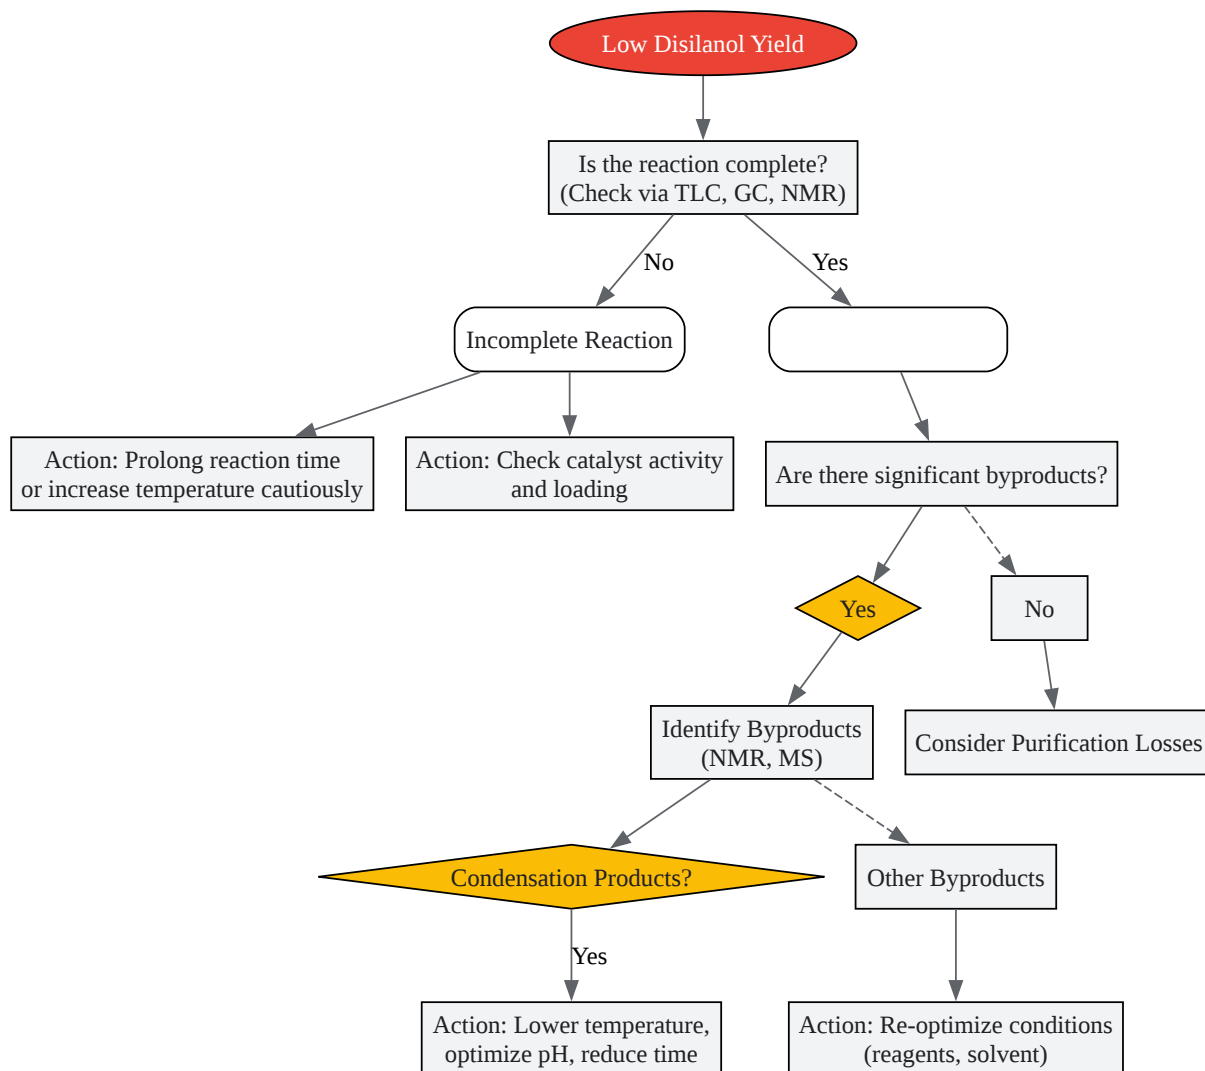 Low Disilanol Yield
Is the reaction complete?
(Check via TLC, GC, NMR)
No
Yes
Incomplete Reaction
Action: Prolong reaction time
or increase temperature cautiously
Action: Check catalyst activity
and loading
Are there significant byproducts?
Yes
No
Identify Byproducts
(NMR, MS)
Consider Purification Losses
Condensation Products?
Other Byproducts
Yes
Action: Lower temperature,
optimize pH, reduce time
Action: Re-optimize conditions
(reagents, solvent)